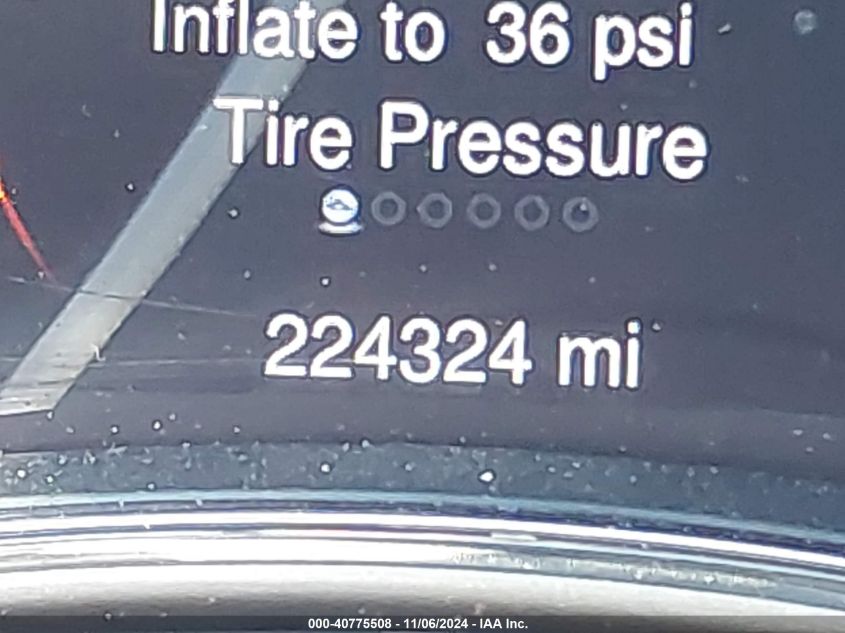 Inflate to 36 psi
Tire Pressure
224324 mi
000-40775508 - 11/06/2024 - IAA Inc.